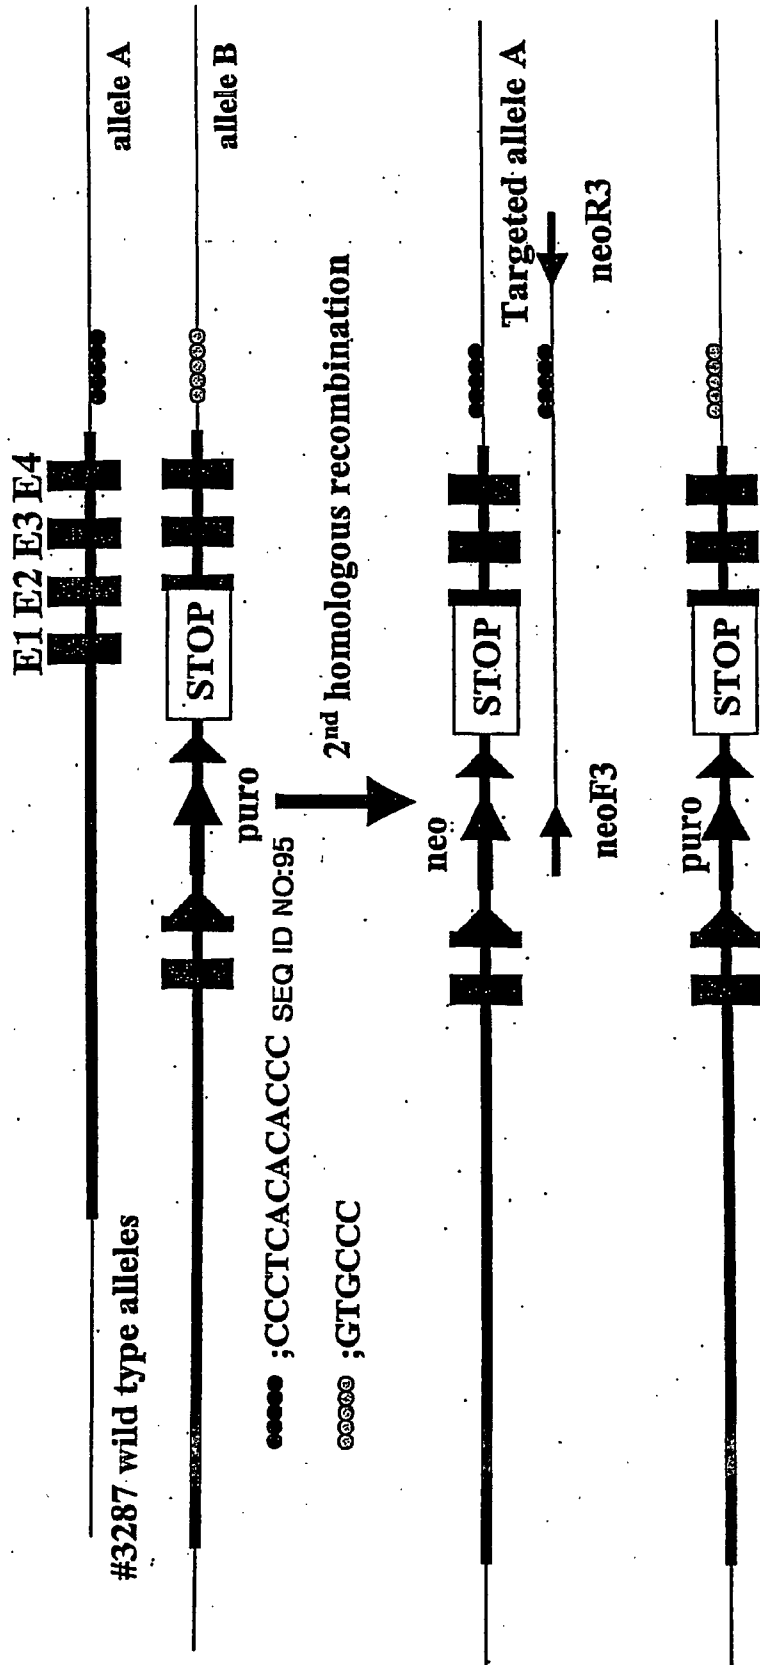 #3287 wild type alleles
E1 E2 E3 E4
allele A
STOP
puro
allele B
●●●●● ;CCCTCACACACCC SEQ ID NO:95
;GTGCCC
2nd homologous recombination
neo
STOP
Targeted allele A
neoF3
neoR3
puro
STOP